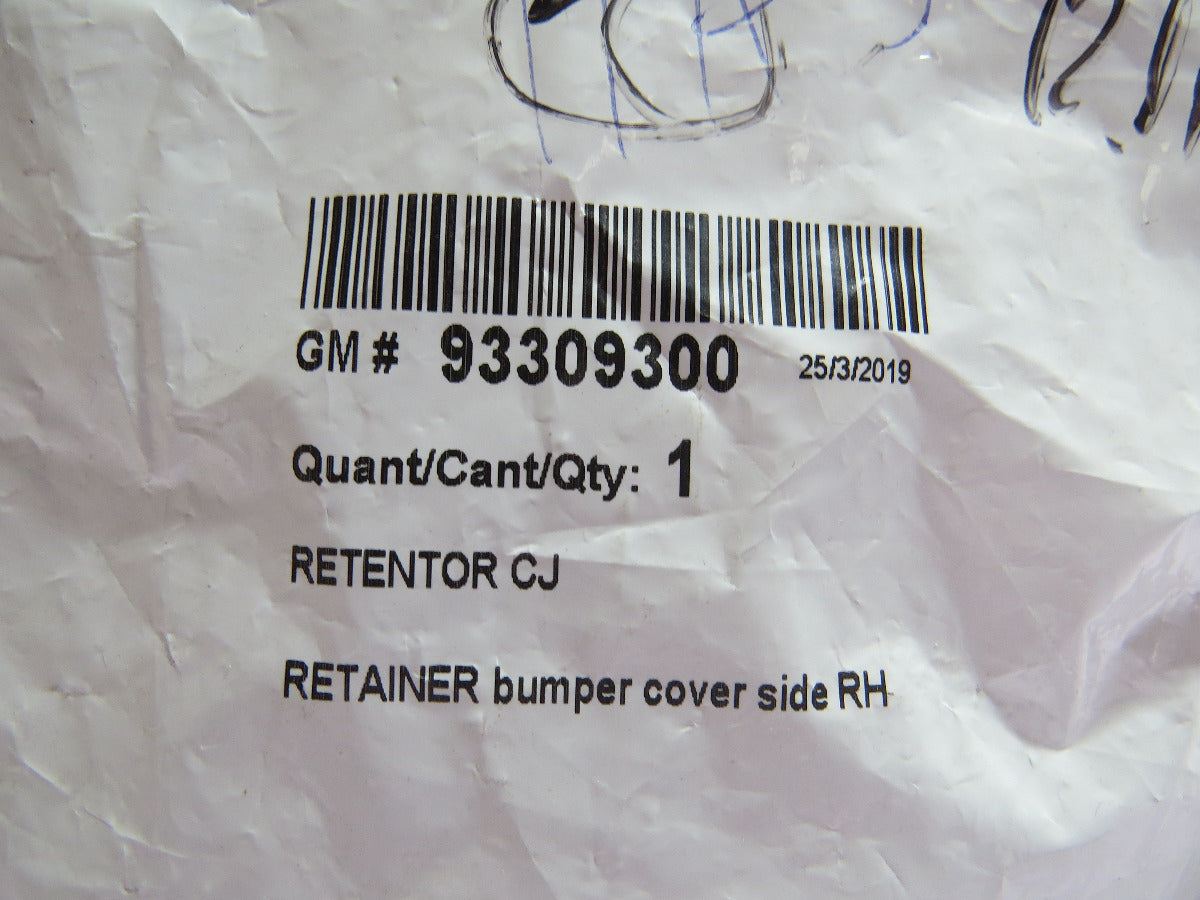 GM # 93309300 25/3/2019
Quant/Cant/Qty: 1
RETENTOR CJ
RETAINER bumper cover side RH